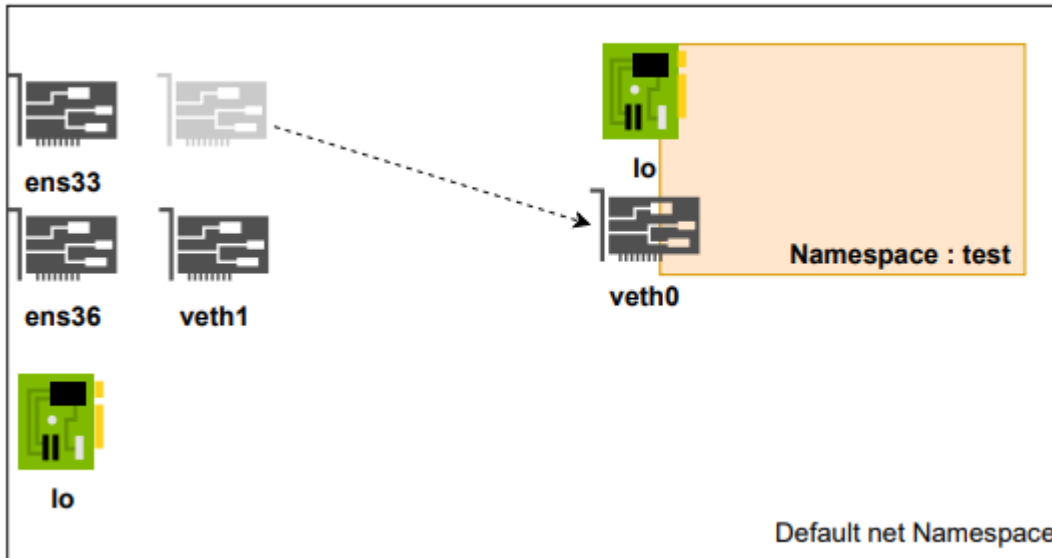 ens33
lo
Namespace : test
ens36
veth1
veth0
lo
Default net Namespace